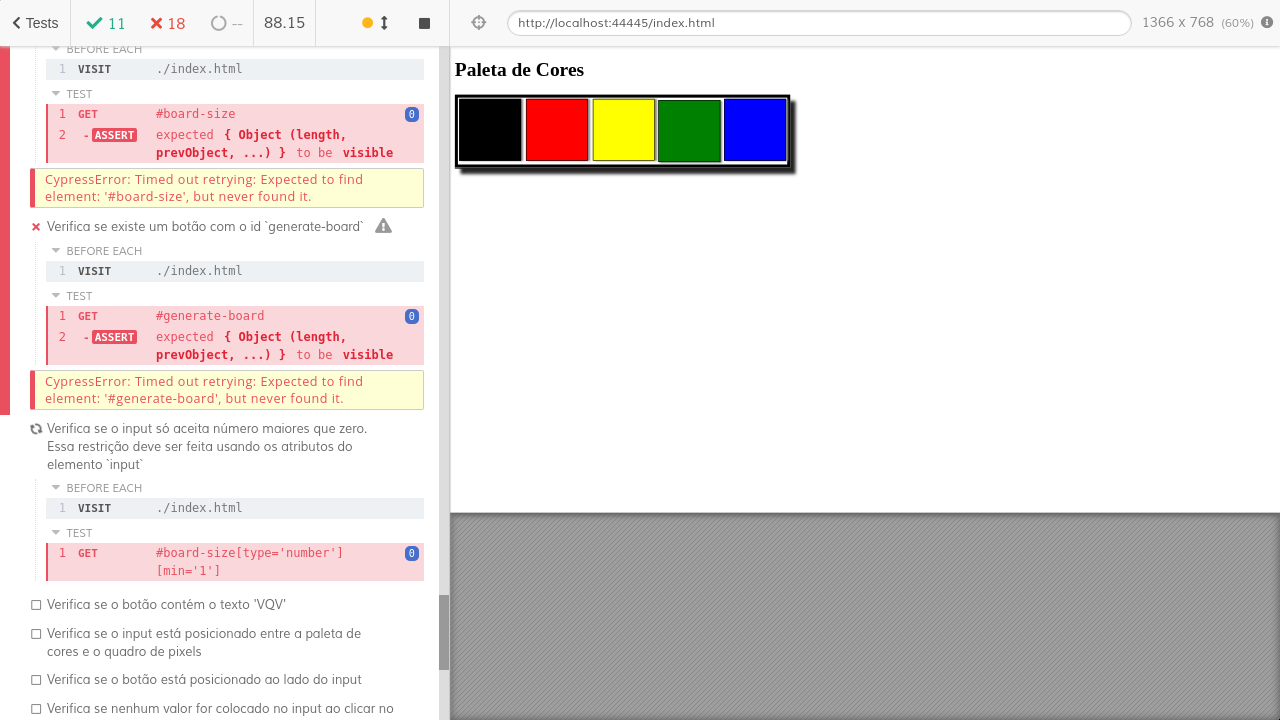 Tests 11 18 -- 88.15 http://localhost:44445/index.html 1366 x 768 (60%)
BEFORE EACH
1 VISIT ./index.html
TEST
1 GET #board-size 0
2 -ASSERT expected { Object (length,
prevObject, ...) } to be visible
CypressError: Timed out retrying: Expected to find
element: '#board-size', but never found it.
Verifica se existe um botão com o id `generate-board`
BEFORE EACH
1 VISIT ./index.html
TEST
1 GET #generate-board 0
2 -ASSERT expected { Object (length,
prevObject, ...) } to be visible
CypressError: Timed out retrying: Expected to find
element: '#generate-board', but never found it.
Verifica se o input só aceita número maiores que zero.
Essa restrição deve ser feita usando os atributos do
elemento `input`
BEFORE EACH
1 VISIT ./index.html
TEST
1 GET #board-size[type='number'] 0
[min='1']
Verifica se o botão contém o texto 'VQV'
Verifica se o input está posicionado entre a paleta de
cores e o quadro de pixels
Verifica se o botão está posicionado ao lado do input
Verifica se nenhum valor for colocado no input ao clicar no
Paleta de Cores